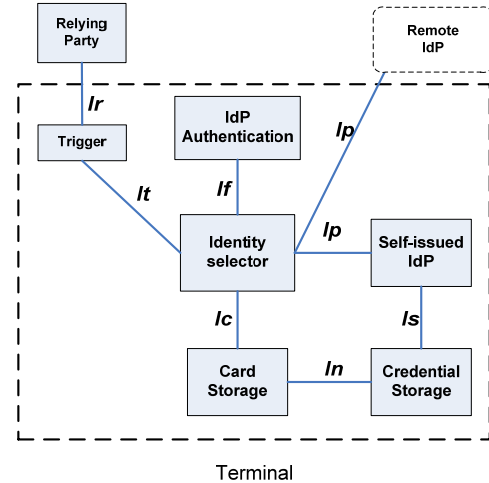 Relying
Party
Remote
IdP
Ir
Ip
Trigger
IdP
Authentication
It
If
Identity
selector
Ip
Self-issued
IdP
Ic
Is
Card
Storage
In
Credential
Storage
Terminal